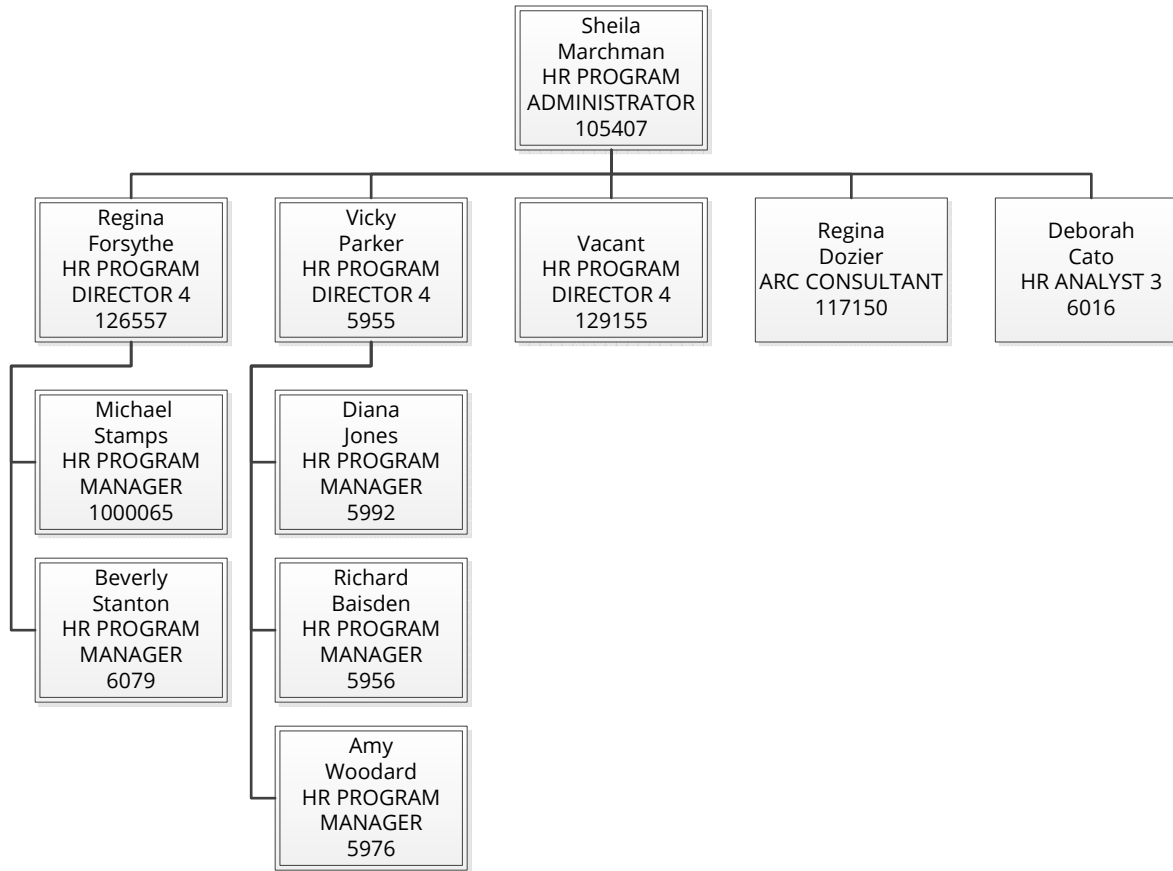 Sheila
Marchman
HR PROGRAM
ADMINISTRATOR
105407
Regina
Forsythe
HR PROGRAM
DIRECTOR 4
126557
Vicky
Parker
HR PROGRAM
DIRECTOR 4
5955
Vacant
HR PROGRAM
DIRECTOR 4
129155
Regina
Dozier
ARC CONSULTANT
117150
Deborah
Cato
HR ANALYST 3
6016
Michael
Stamps
HR PROGRAM
MANAGER
1000065
Diana
Jones
HR PROGRAM
MANAGER
5992
Beverly
Stanton
HR PROGRAM
MANAGER
6079
Richard
Baisden
HR PROGRAM
MANAGER
5956
Amy
Woodard
HR PROGRAM
MANAGER
5976